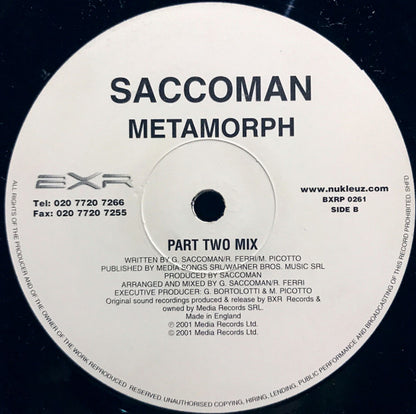 SACCOMAN
METAMORPH
BXR
Tel: 020 7720 7266
Fax: 020 7720 7255
www.nukleuz.com
BXRP 0261
SIDE B
PART TWO MIX
WRITTEN BY G. SACCOMAN/R. FERRI/M. PICOTTO
PUBLISHED BY MEDIA SONGS SRL/WARNER BROS. MUSIC SRL
PRODUCED BY SACCOMAN
ARRANGED AND MIXED BY G. SACCOMAN/R. FERRI
EXECUTIVE PRODUCER: G. BORTOLOTTI & M. PICOTTO
Original sound recordings produced & release by BXR Records &
owned by Media Records SRL.
Made in England
℗ 2001 Media Records Ltd.
© 2001 Media Records Ltd.
ALL RIGHTS OF THE PRODUCER AND OF THE OWNER OF THE WORK REPRODUCED RESERVED. UNAUTHORISED COPYING, HIRING, LENDING, PUBLIC PERFORMANCE AND BROADCASTING OF THIS RECORD PROHIBITED. SHFD